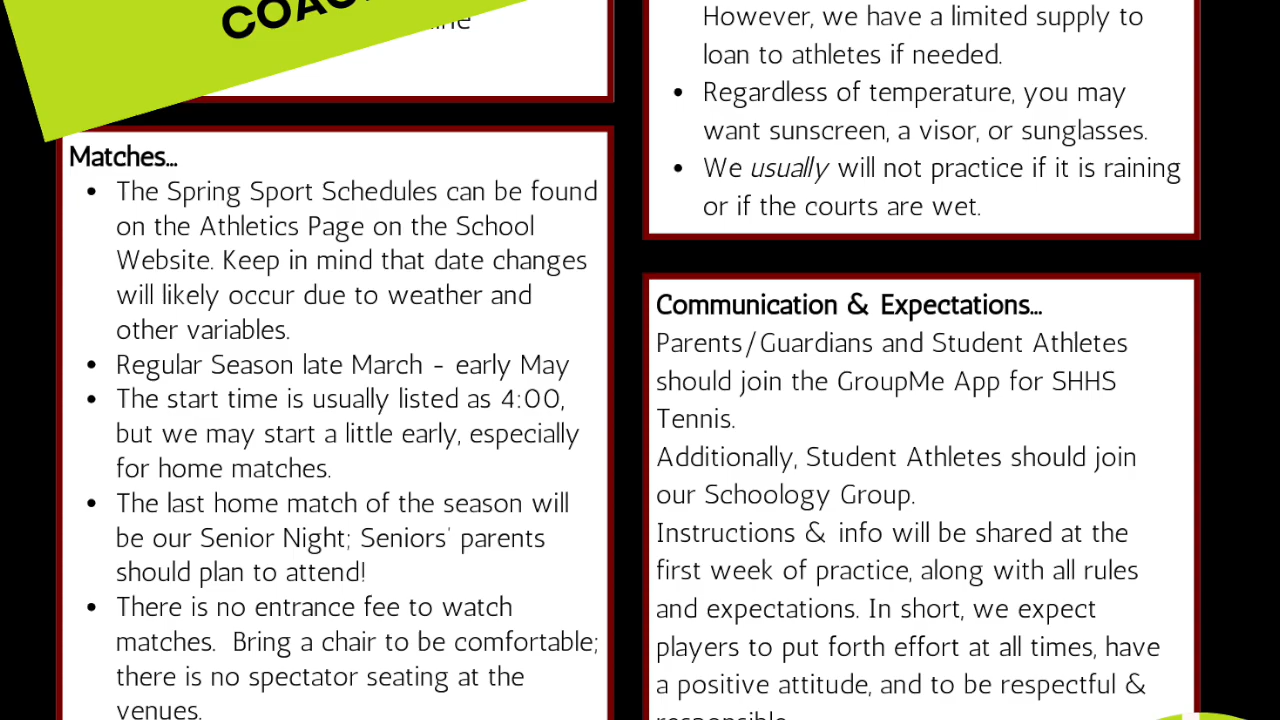 Matches...
• The Spring Sport Schedules can be found
on the Athletics Page on the School
Website. Keep in mind that date changes
will likely occur due to weather and
other variables.
• Regular Season late March - early May
• The start time is usually listed as 4:00,
but we may start a little early, especially
for home matches.
• The last home match of the season will
be our Senior Night; Seniors' parents
should plan to attend!
• There is no entrance fee to watch
matches.  Bring a chair to be comfortable;
there is no spectator seating at the
venues.
However, we have a limited supply to
loan to athletes if needed.
• Regardless of temperature, you may
want sunscreen, a visor, or sunglasses.
• We usually will not practice if it is raining
or if the courts are wet.
Communication & Expectations...
Parents/Guardians and Student Athletes
should join the GroupMe App for SHHS
Tennis.
Additionally, Student Athletes should join
our Schoology Group.
Instructions & info will be shared at the
first week of practice, along with all rules
and expectations. In short, we expect
players to put forth effort at all times, have
a positive attitude, and to be respectful &